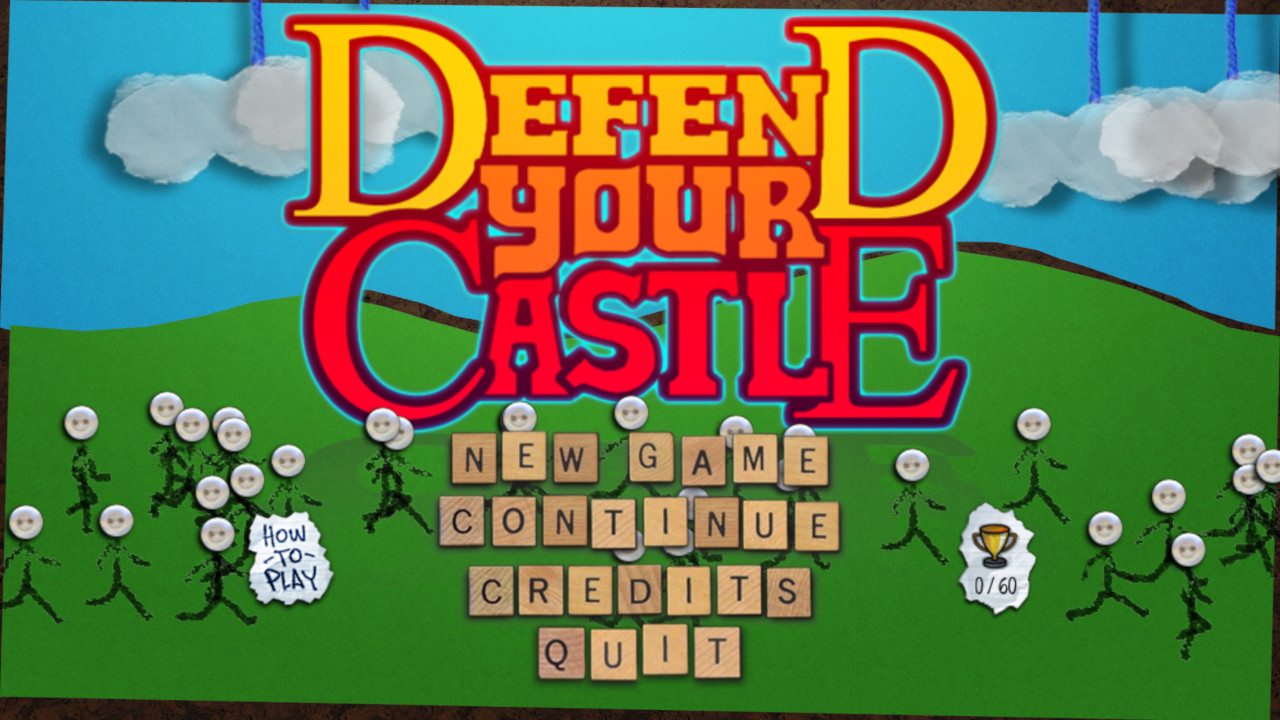 DEFEND
YOUR
CASTLE
NEW GAME
CONTINUE
CREDITS
QUIT
HOW
-TO-
PLAY
0/60